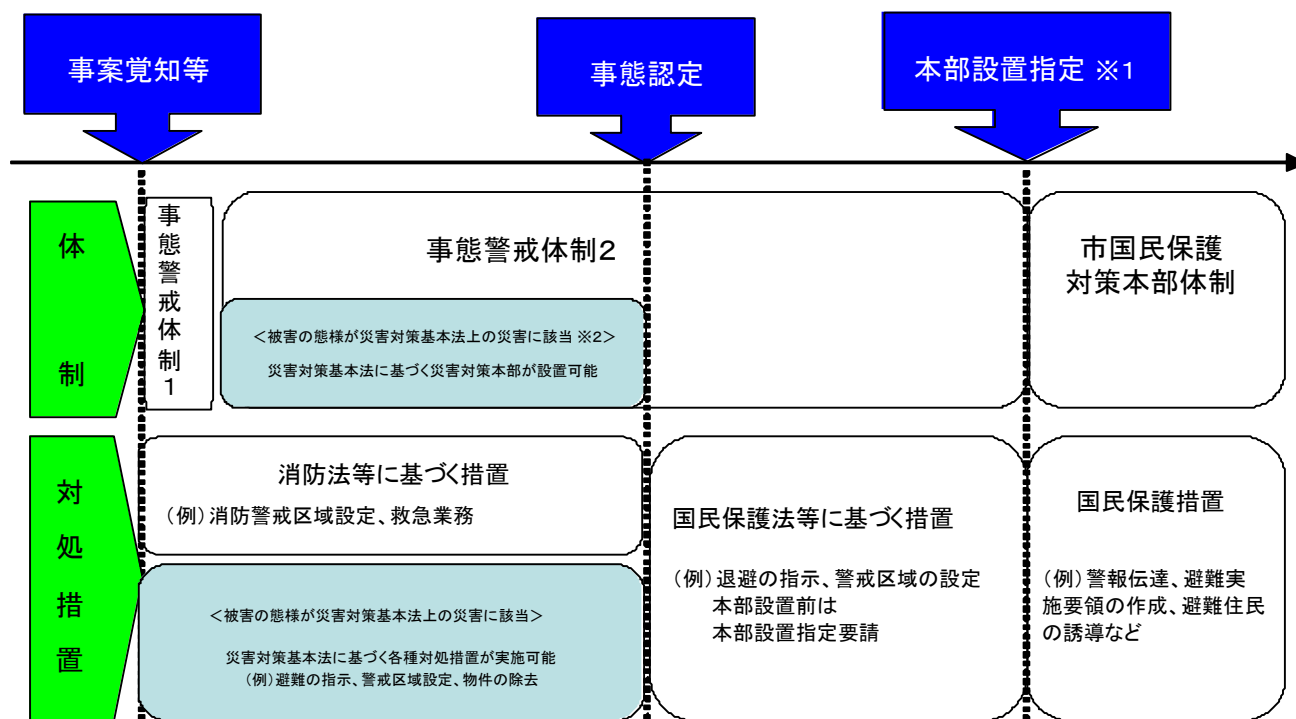 事案覚知等
事態認定
本部設置指定 ※1
体制
事態警戒体制1
事態警戒体制2
<被害の態様が災害対策基本法上の災害に該当 ※2>
災害対策基本法に基づく災害対策本部が設置可能
市国民保護
対策本部体制
対処措置
消防法等に基づく措置
(例)消防警戒区域設定、救急業務
<被害の態様が災害対策基本法上の災害に該当>
災害対策基本法に基づく各種対処措置が実施可能
(例)避難の指示、警戒区域設定、物件の除去
国民保護法等に基づく措置
(例)退避の指示、警戒区域の設定
本部設置前は
本部設置指定要請
国民保護措置
(例)警報伝達、避難実
施要領の作成、避難住民
の誘導など